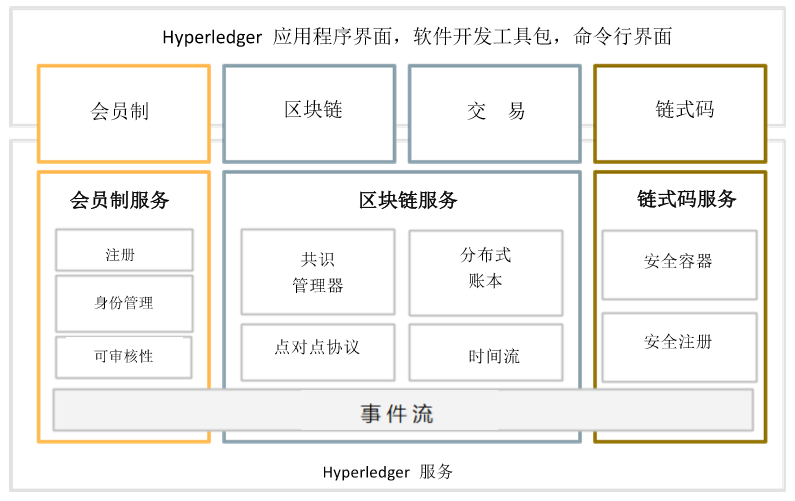 Hyperledger 应用程序界面，软件开发工具包，命令行界面
会员制
区块链
交 易
链式码
会员制服务
注册
身份管理
可审核性
区块链服务
共识
管理器
分布式
账本
点对点协议
时间流
链式码服务
安全容器
安全注册
事件流
Hyperledger 服务